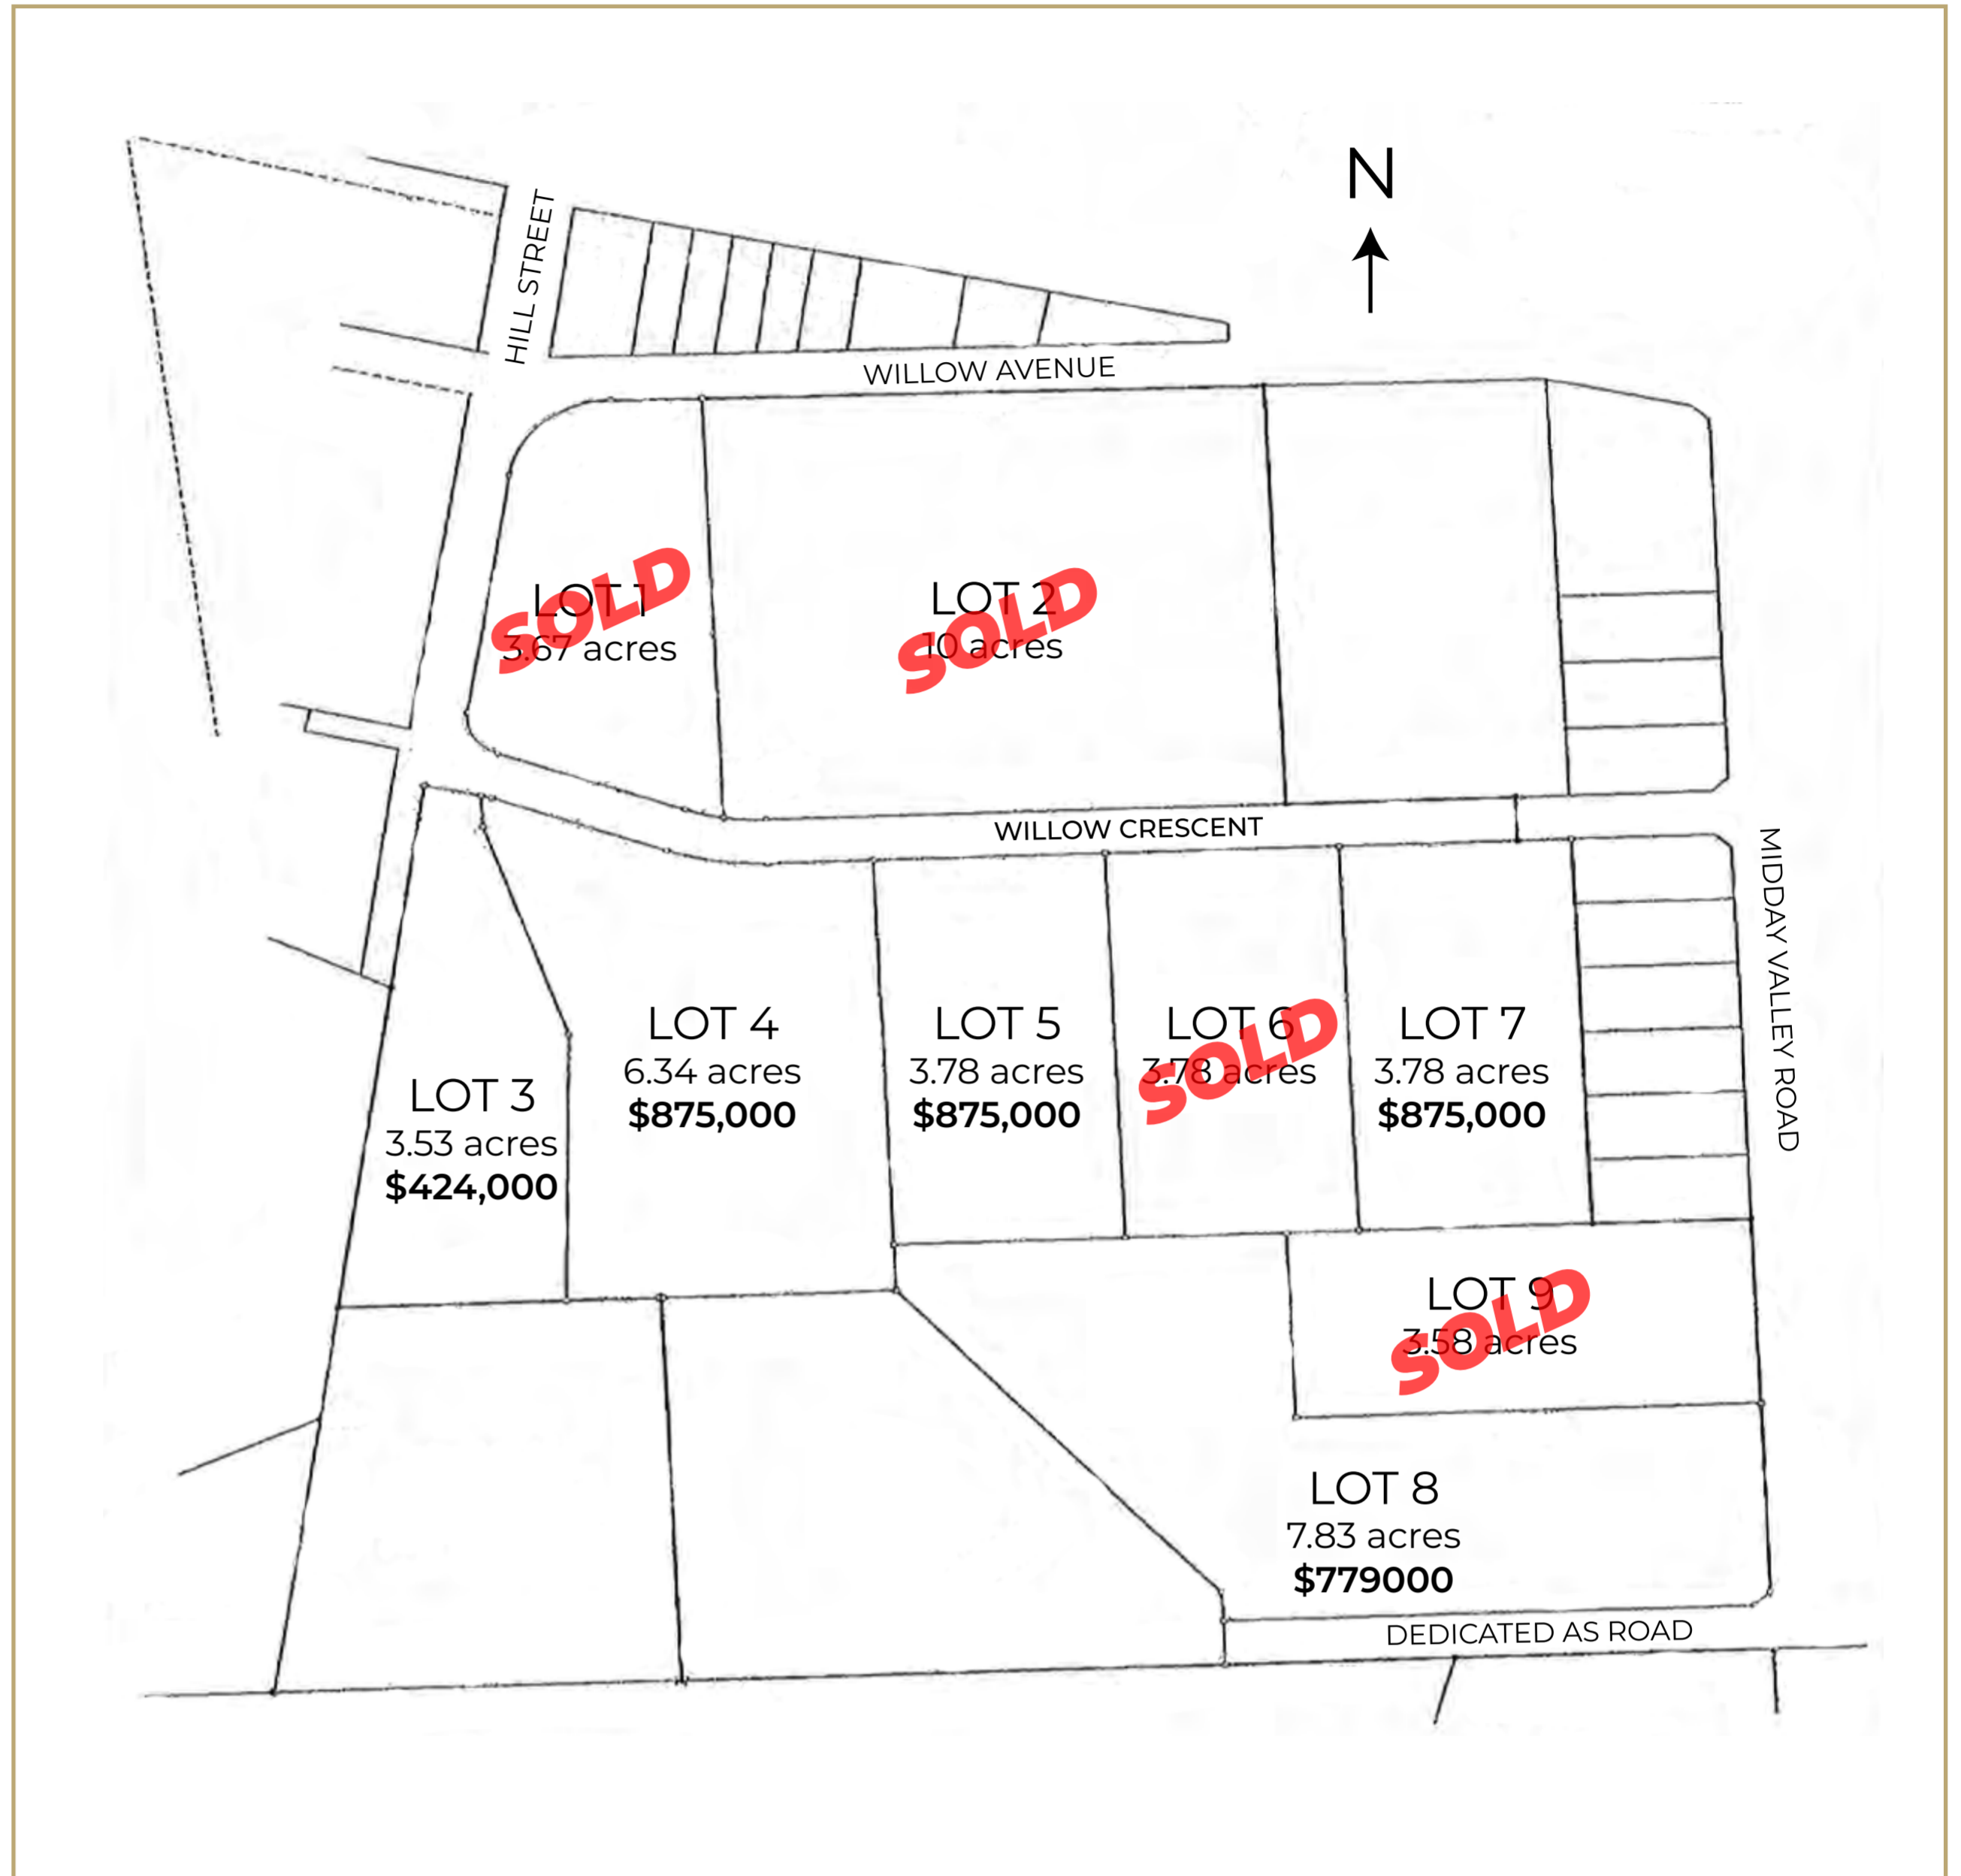 N
HILL STREET
WILLOW AVENUE
LOT 1
3.67 acres
SOLD
LOT 2
10 acres
SOLD
WILLOW CRESCENT
MIDDAY VALLEY ROAD
LOT 3
3.53 acres
$424,000
LOT 4
6.34 acres
$875,000
LOT 5
3.78 acres
$875,000
LOT 6
3.78 acres
SOLD
LOT 7
3.78 acres
$875,000
LOT 9
3.58 acres
SOLD
LOT 8
7.83 acres
$779000
DEDICATED AS ROAD